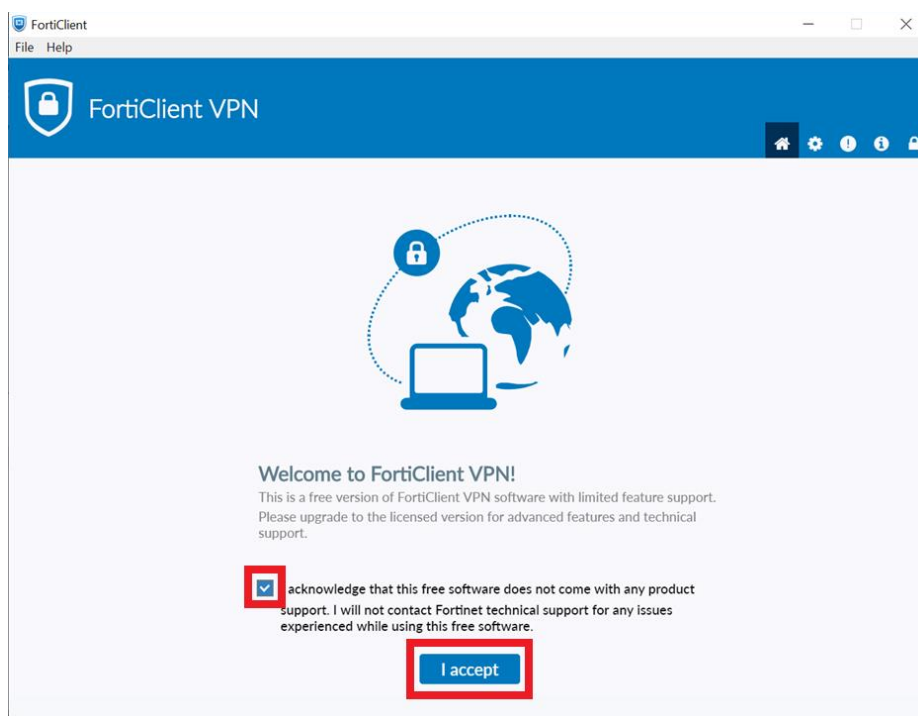 FortiClient
File Help
FortiClient VPN
Welcome to FortiClient VPN!
This is a free version of FortiClient VPN software with limited feature support.
Please upgrade to the licensed version for advanced features and technical
support.
acknowledge that this free software does not come with any product
support. I will not contact Fortinet technical support for any issues
experienced while using this free software.
I accept